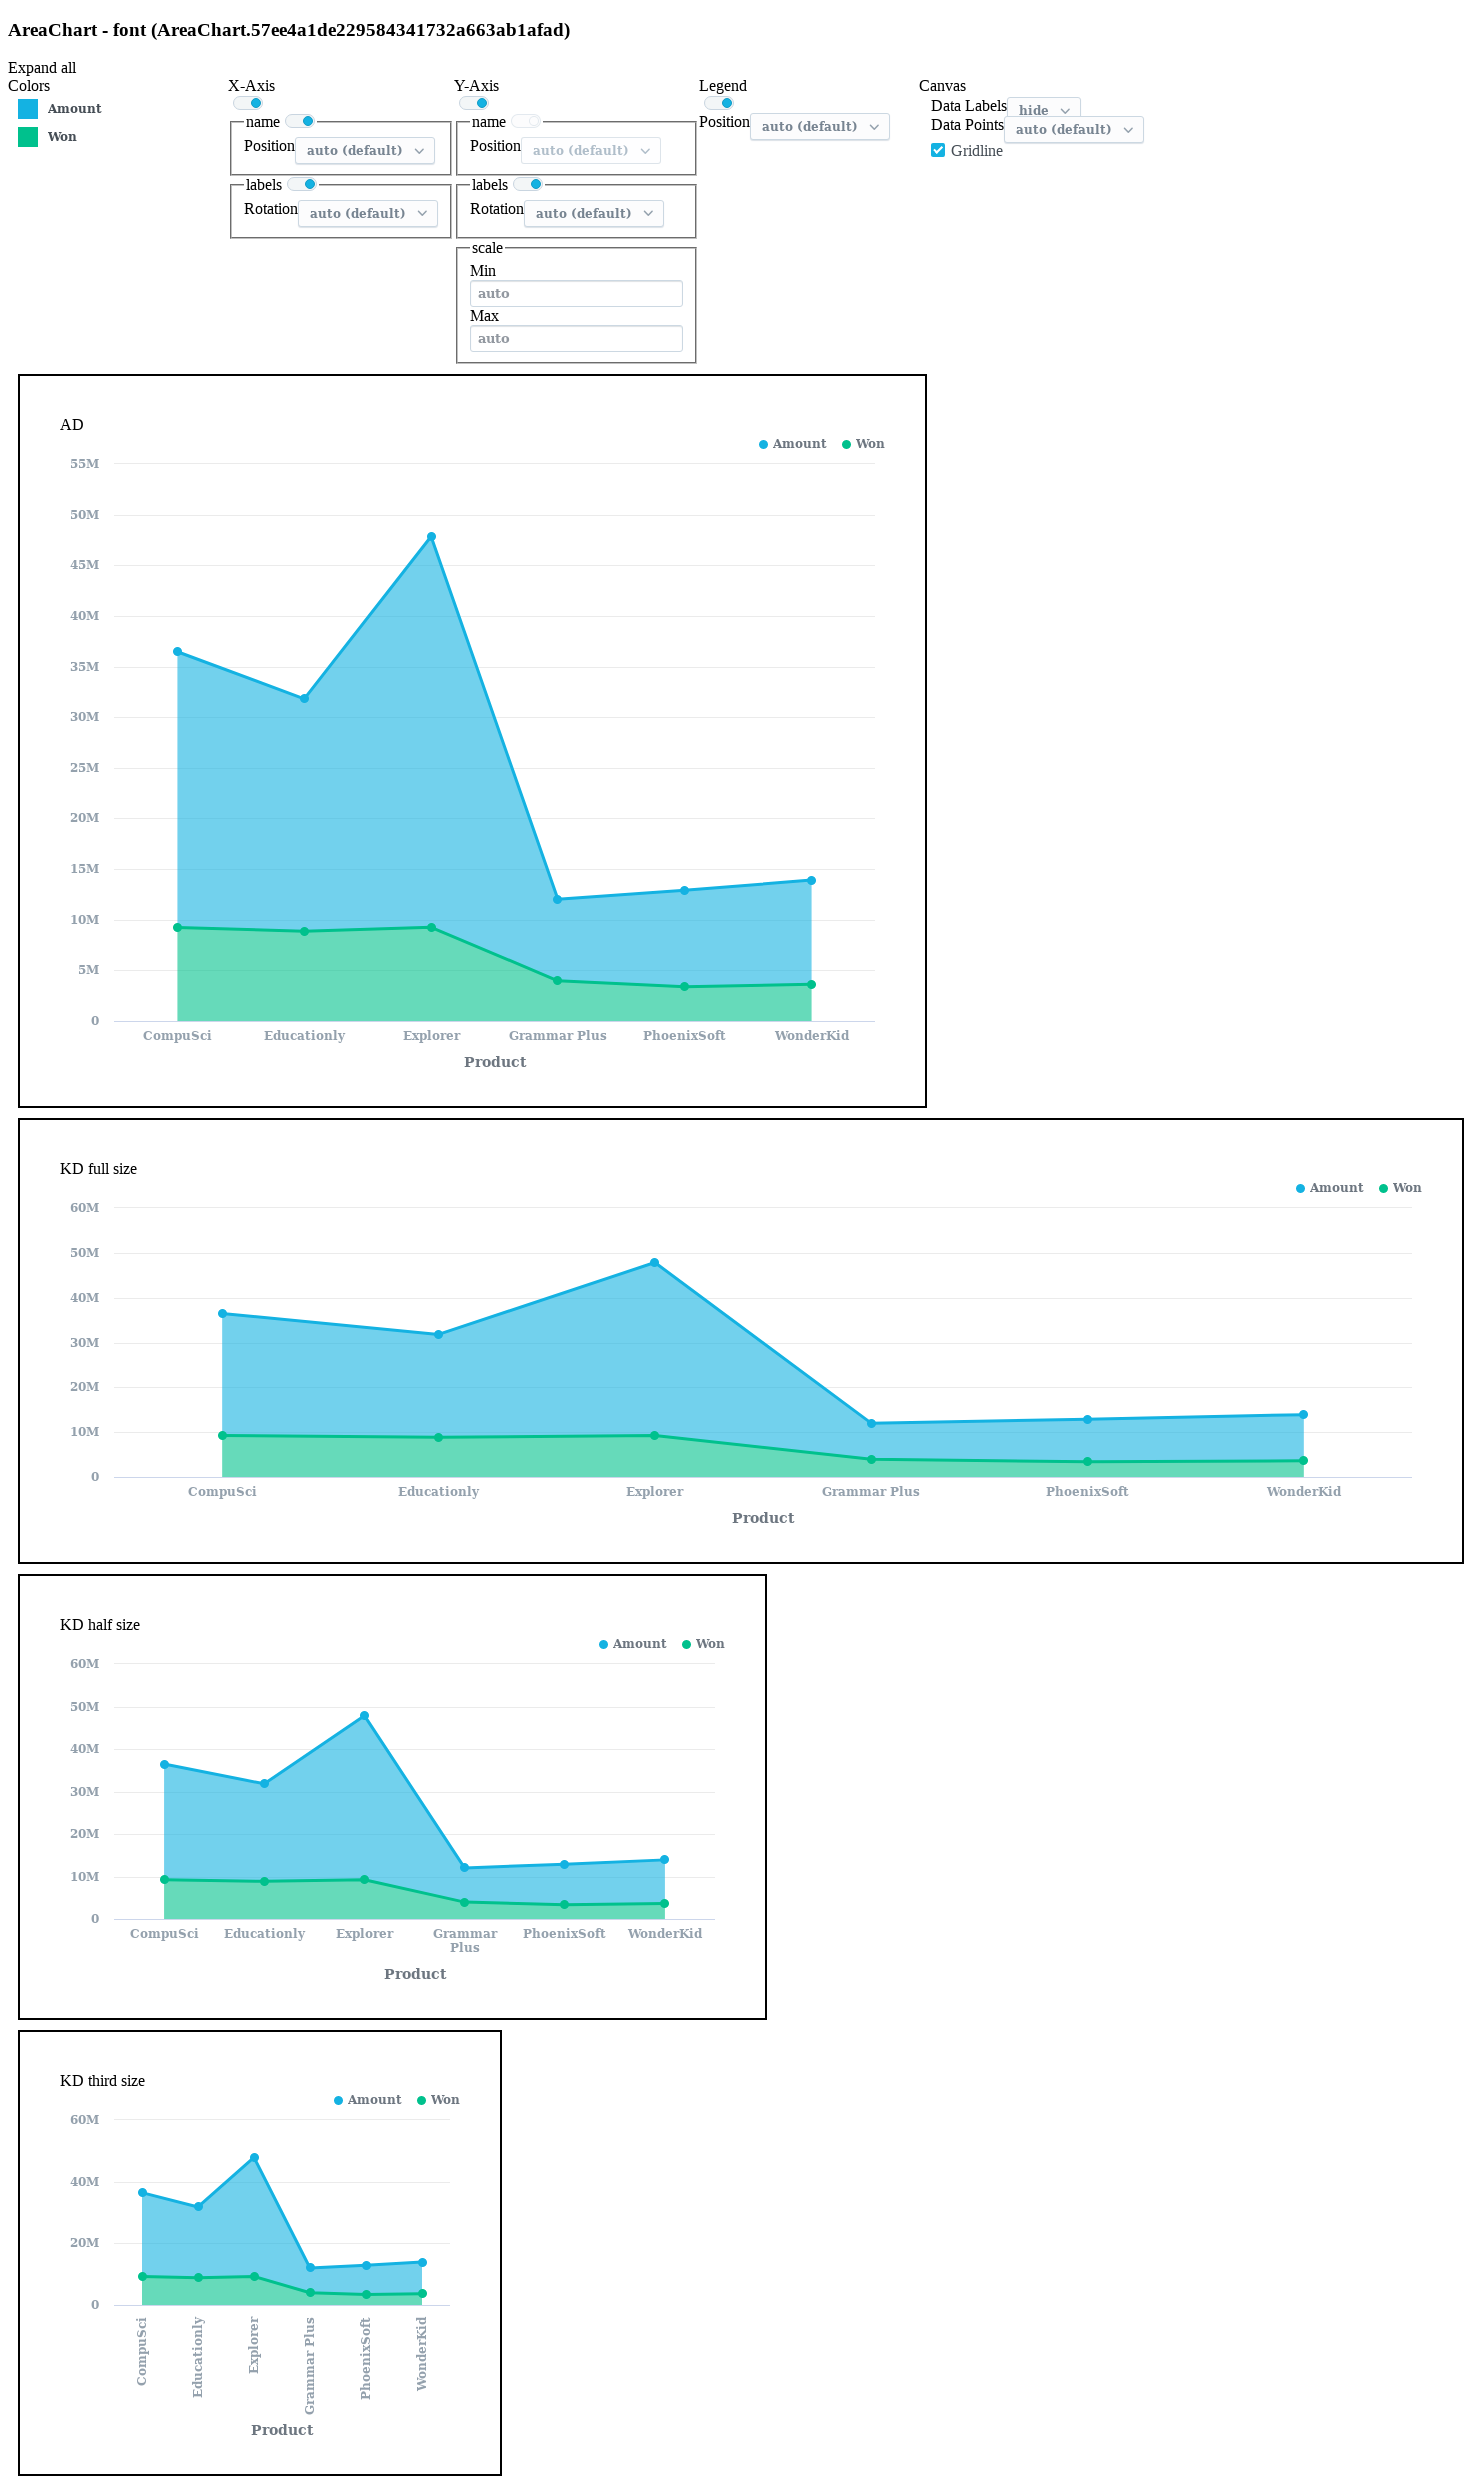 AreaChart - font (AreaChart.57ee4a1de229584341732a663ab1afad)
Expand all
Colors
Amount
Won
X-Axis
name
Position auto (default)
labels
Rotation auto (default)
Y-Axis
name
Position auto (default)
labels
Rotation auto (default)
scale
Min
auto
Max
auto
Legend
Position auto (default)
Canvas
Data Labels hide
Data Points auto (default)
Gridline
AD
Amount Won
55M
50M
45M
40M
35M
30M
25M
20M
15M
10M
5M
0
CompuSci Educationly Explorer Grammar Plus PhoenixSoft WonderKid
Product
KD full size
Amount Won
60M
50M
40M
30M
20M
10M
0
CompuSci Educationly Explorer Grammar Plus PhoenixSoft WonderKid
Product
KD half size
Amount Won
60M
50M
40M
30M
20M
10M
0
CompuSci Educationly Explorer Grammar PhoenixSoft WonderKid
Plus
Product
KD third size
Amount Won
60M
40M
20M
0
CompuSci
Educationly
Explorer
Grammar Plus
PhoenixSoft
WonderKid
Product